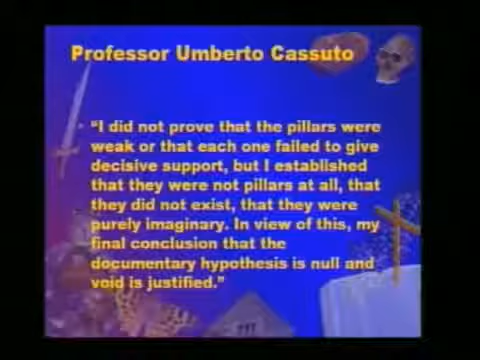 Professor Umberto Cassuto
"I did not prove that the pillars were
weak or that each one failed to give
decisive support, but I established
that they were not pillars at all, that
they did not exist, that they were
purely imaginary. In view of this, my
final conclusion that the
documentary hypothesis is null and
void is justified."
???